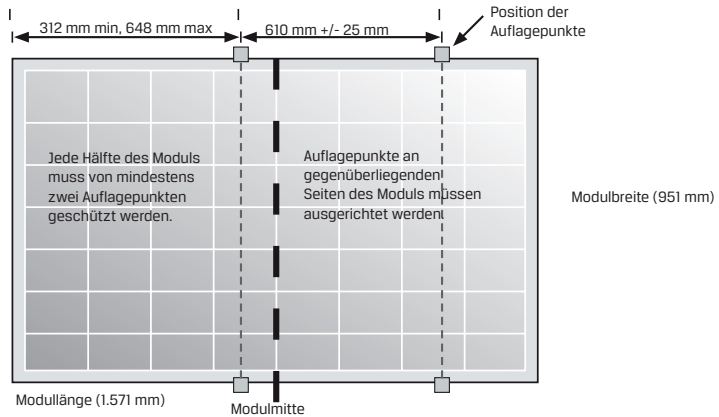 312 mm min, 648 mm max
610 mm +/- 25 mm
Position der
Auflagepunkte
Jede Hälfte des Moduls
muss von mindestens
zwei Auflagepunkten
geschützt werden.
Auflagepunkte an
gegenüberliegenden
Seiten des Moduls müssen
ausgerichtet werden.
Modulbreite (951 mm)
Modullänge (1.571 mm)
Modulmitte